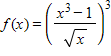 f(x) = ( (x³ − 1) / √x )³